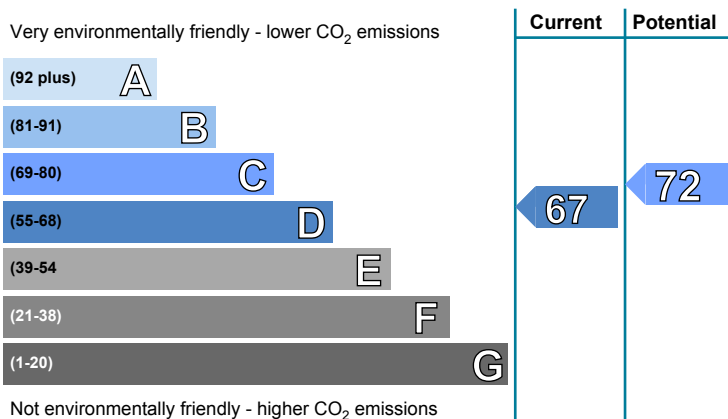 Very environmentally friendly - lower CO2 emissions
Current
Potential
(92 plus) A
(81-91) B
(69-80) C
(55-68) D
(39-54 E
(21-38) F
(1-20) G
67
72
Not environmentally friendly - higher CO2 emissions